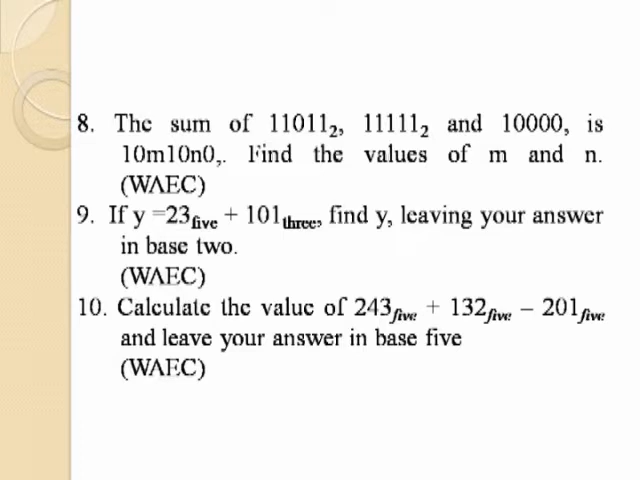 8. The sum of 11011₂, 11111₂ and 10000, is
10m10n0,. Find the values of m and n.
(WAEC)
9. If y =23five + 101three, find y, leaving your answer
in base two.
(WAEC)
10. Calculate the value of 243five + 132five – 201five
and leave your answer in base five
(WAEC)